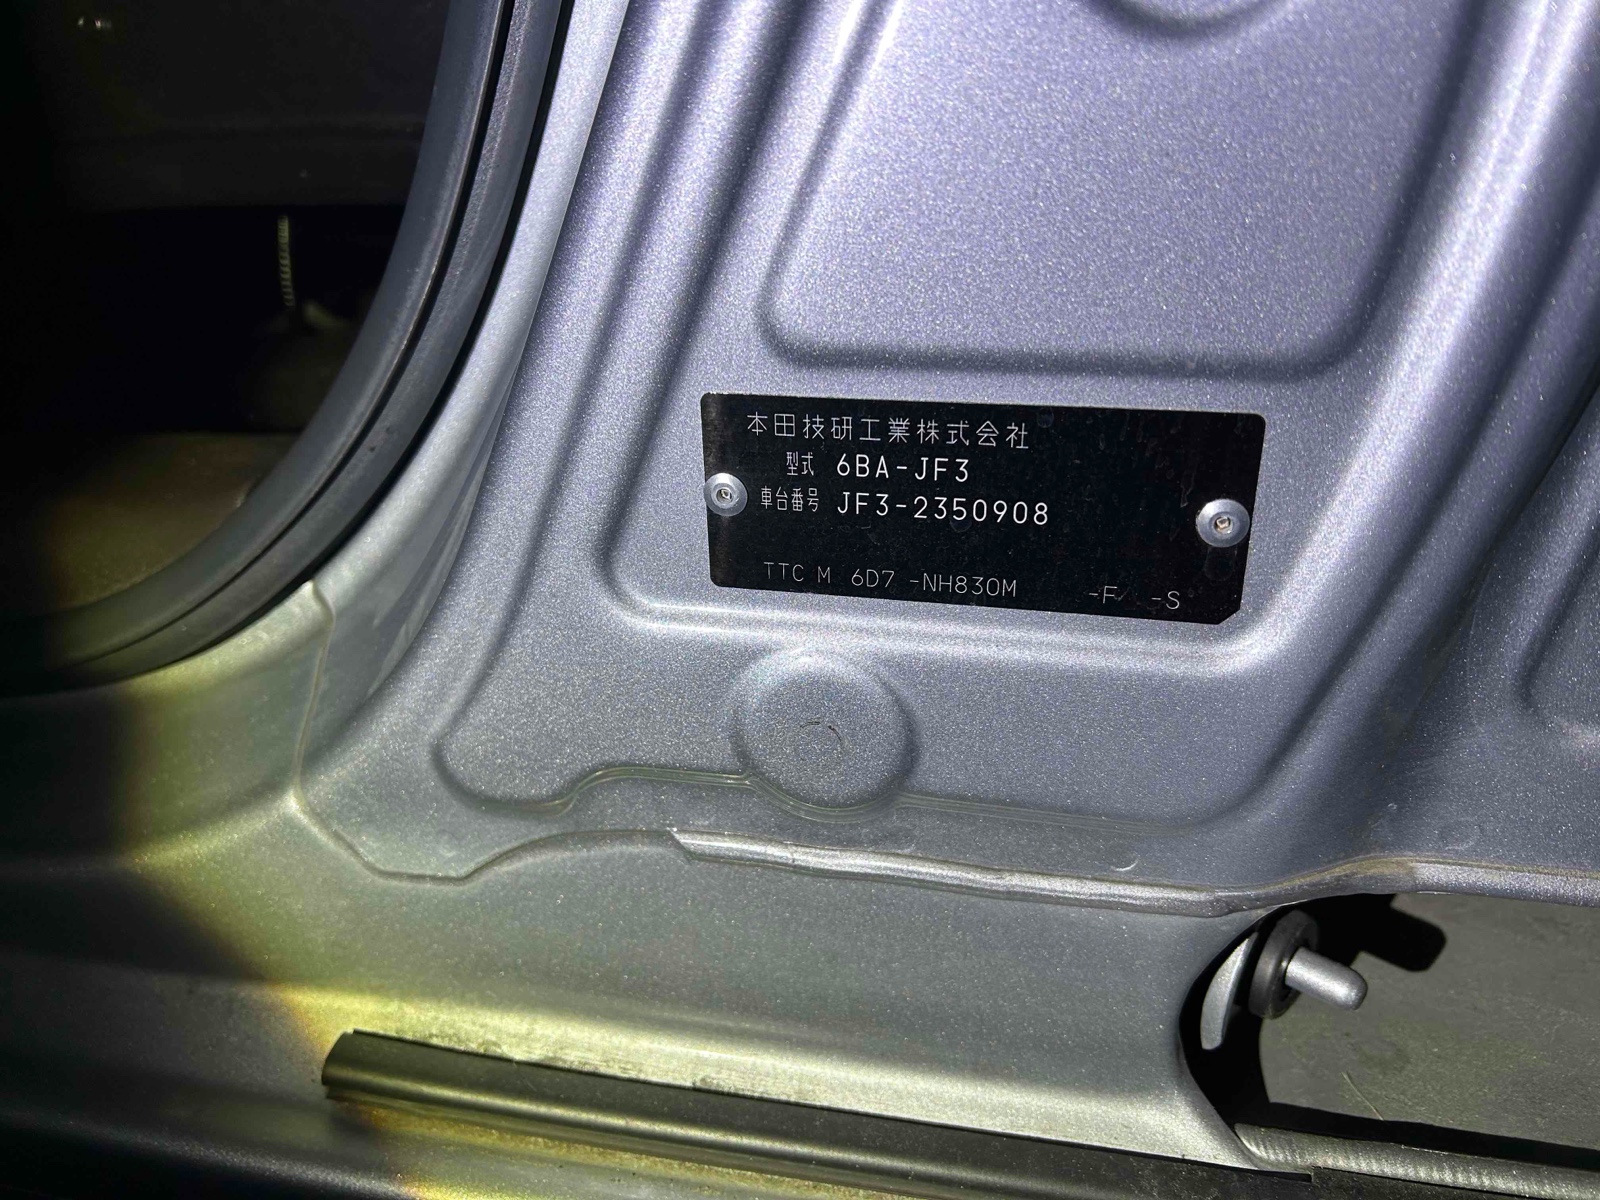 本田技研工業株式会社
型式 6BA-JF3
車台番号 JF3-2350908
TTC M 6D7 -NH830M -F -S